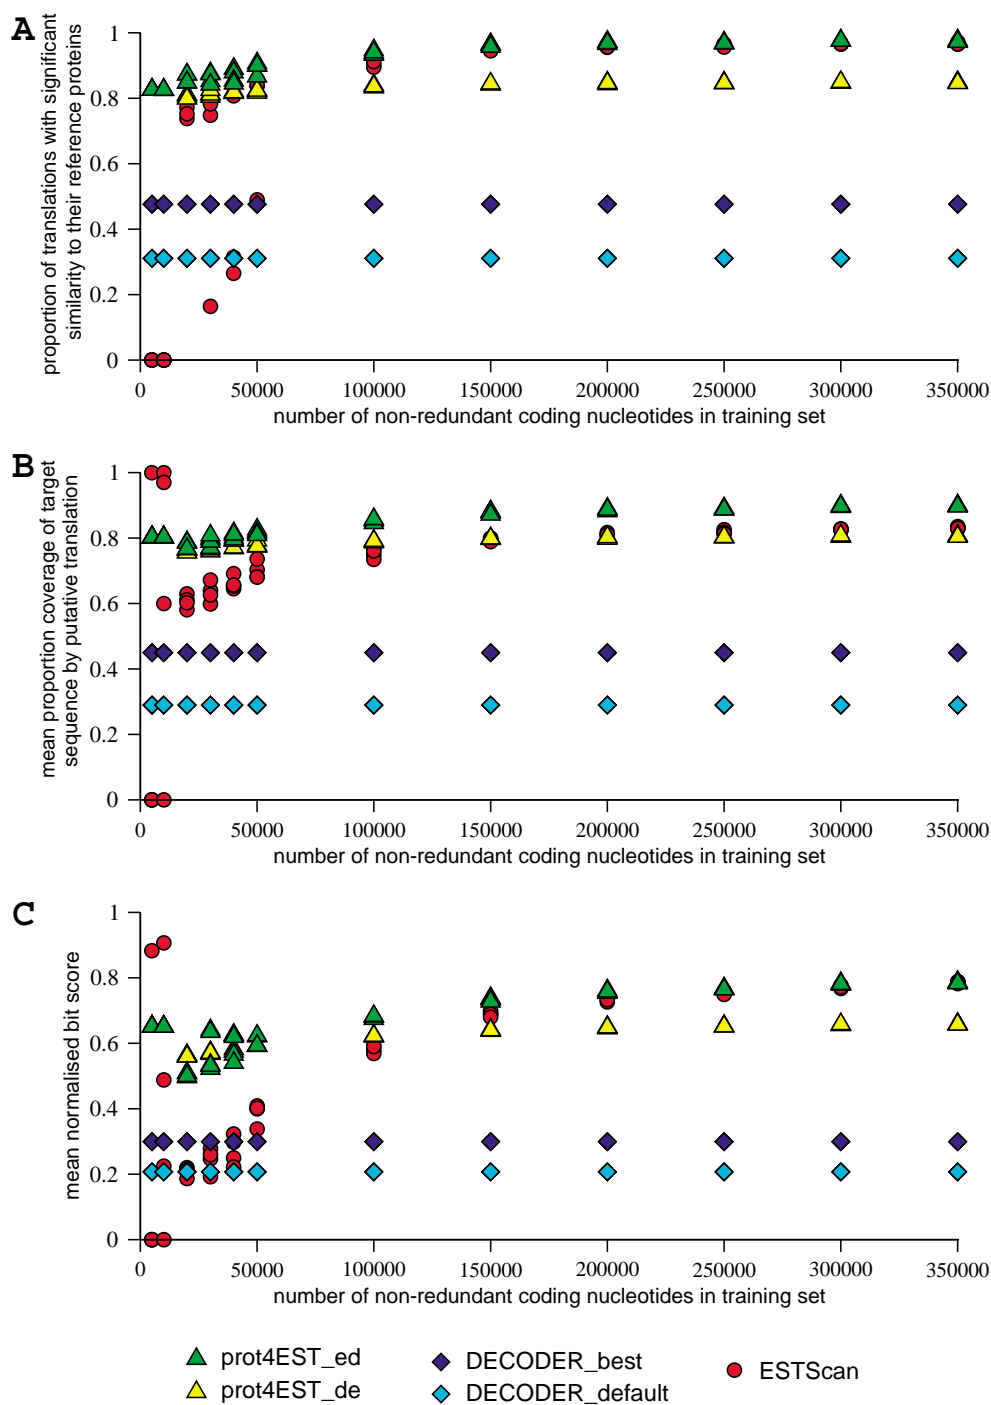 A
proportion of translations with significant
similarity to their reference proteins
1
0.8
0.6
0.4
0.2
0
0 50000 100000 150000 200000 250000 300000 350000
number of non-redundant coding nucleotides in training set
B
mean proportion coverage of target
sequence by putative translation
1
0.8
0.6
0.4
0.2
0
0 50000 100000 150000 200000 250000 300000 350000
number of non-redundant coding nucleotides in training set
C
mean normalised bit score
1
0.8
0.6
0.4
0.2
0
0 50000 100000 150000 200000 250000 300000 350000
number of non-redundant coding nucleotides in training set
prot4EST_ed DECODER_best ESTScan
prot4EST_de DECODER_default